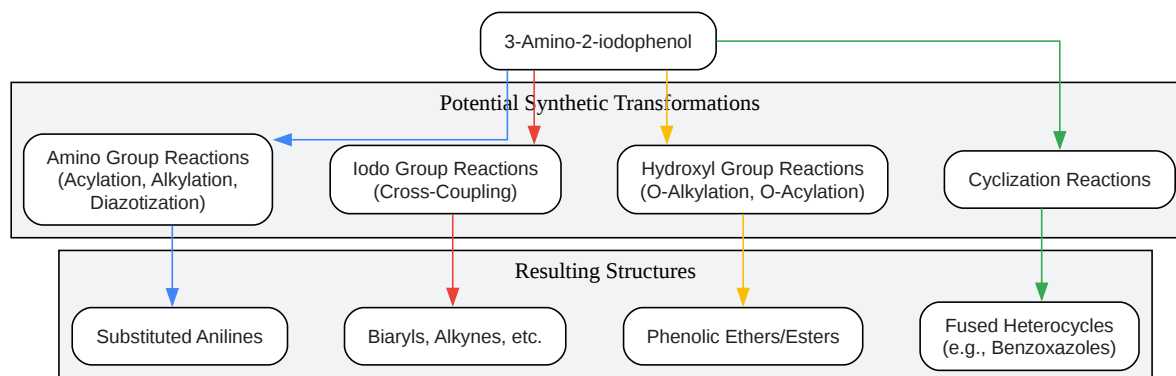 3-Amino-2-iodophenol
Potential Synthetic Transformations
Amino Group Reactions
(Acylation, Alkylation,
Diazotization)
Iodo Group Reactions
(Cross-Coupling)
Hydroxyl Group Reactions
(O-Alkylation, O-Acylation)
Cyclization Reactions
Resulting Structures
Substituted Anilines
Biaryls, Alkynes, etc.
Phenolic Ethers/Esters
Fused Heterocycles
(e.g., Benzoxazoles)